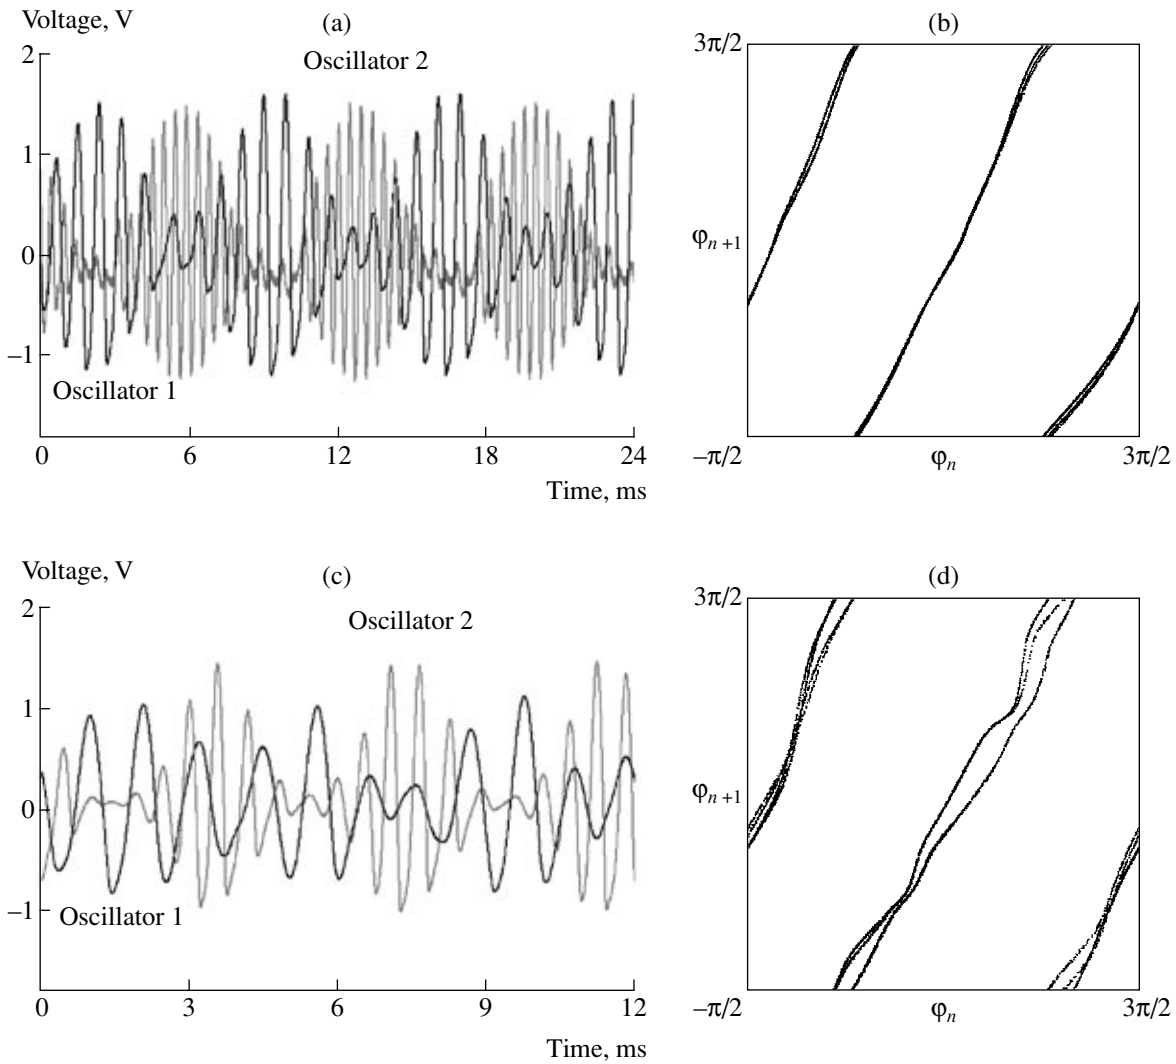 Voltage, V (a) (b)
3π/2
2
Oscillator 2
1
φn+1
0
−1
Oscillator 1
0 6 12 18 24
−π/2 φn 3π/2
Time, ms
Voltage, V (c) (d)
3π/2
2
Oscillator 2
1
φn+1
0
−1
Oscillator 1
0 3 6 9 12
−π/2 φn 3π/2
Time, ms